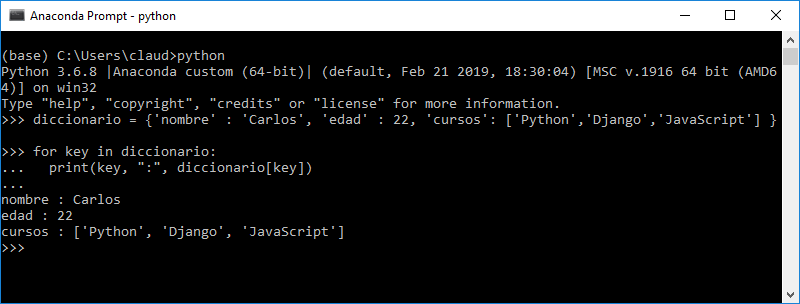 Anaconda Prompt - python
(base) C:\Users\claud>python
Python 3.6.8 |Anaconda custom (64-bit)| (default, Feb 21 2019, 18:30:04) [MSC v.1916 64 bit (AMD6
4)] on win32
Type "help", "copyright", "credits" or "license" for more information.
>>> diccionario = {'nombre' : 'Carlos', 'edad' : 22, 'cursos': ['Python','Django','JavaScript'] }
>>> for key in diccionario:
...   print(key, ":", diccionario[key])
...
nombre : Carlos
edad : 22
cursos : ['Python', 'Django', 'JavaScript']
>>>